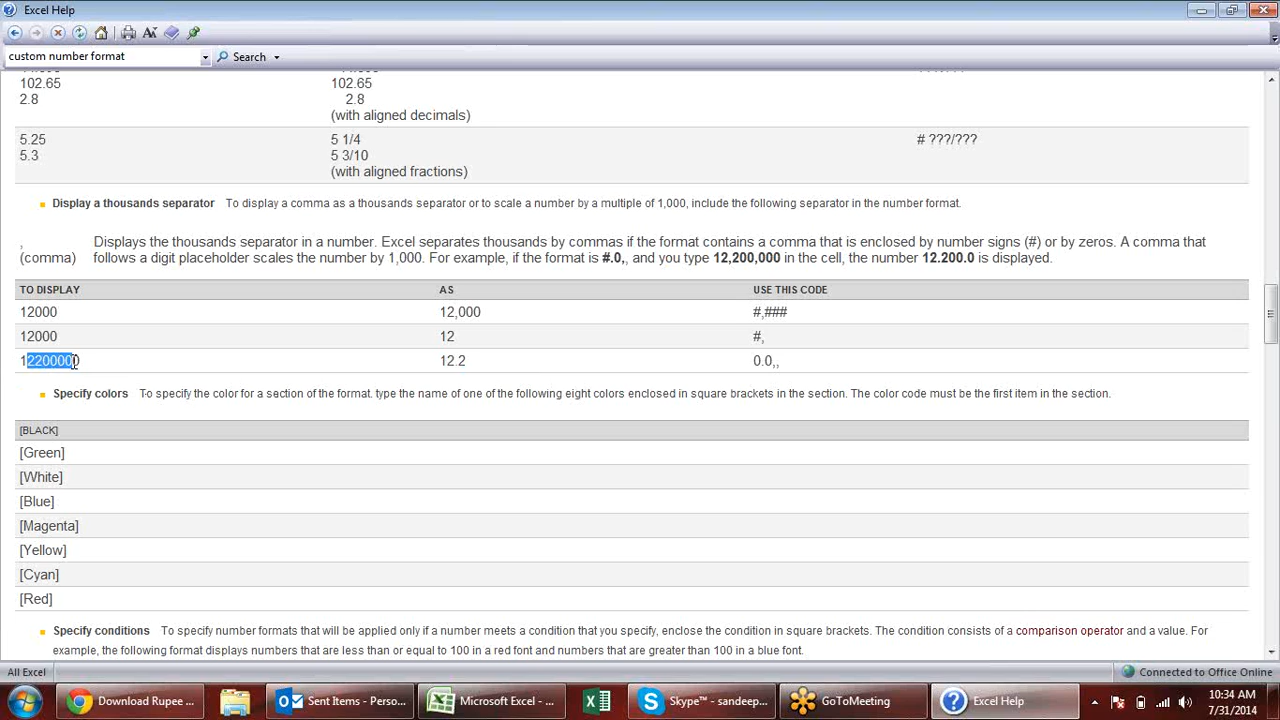 Excel Help
custom number format
Search
102.65 102.65
2.8 2.8
(with aligned decimals)
5.25 5 1/4 # ???/???
5.3 5 3/10
(with aligned fractions)
Display a thousands separator To display a comma as a thousands separator or to scale a number by a multiple of 1,000, include the following separator in the number format.
, Displays the thousands separator in a number. Excel separates thousands by commas if the format contains a comma that is enclosed by number signs (#) or by zeros. A comma that
(comma) follows a digit placeholder scales the number by 1,000. For example, if the format is #.0,, and you type 12,200,000 in the cell, the number 12.200.0 is displayed.
TO DISPLAY AS USE THIS CODE
12000 12,000 #,###
12000 12 #,
12200000 12.2 0.0,,
Specify colors To specify the color for a section of the format. type the name of one of the following eight colors enclosed in square brackets in the section. The color code must be the first item in the section.
[BLACK]
[Green]
[White]
[Blue]
[Magenta]
[Yellow]
[Cyan]
[Red]
Specify conditions To specify number formats that will be applied only if a number meets a condition that you specify, enclose the condition in square brackets. The condition consists of a comparison operator and a value. For
example, the following format displays numbers that are less than or equal to 100 in a red font and numbers that are greater than 100 in a blue font.
All Excel Connected to Office Online
Download Rupee ... Sent Items - Perso... Microsoft Excel - ... Skype™ - sandeep... GoToMeeting Excel Help 10:34 AM
7/31/2014